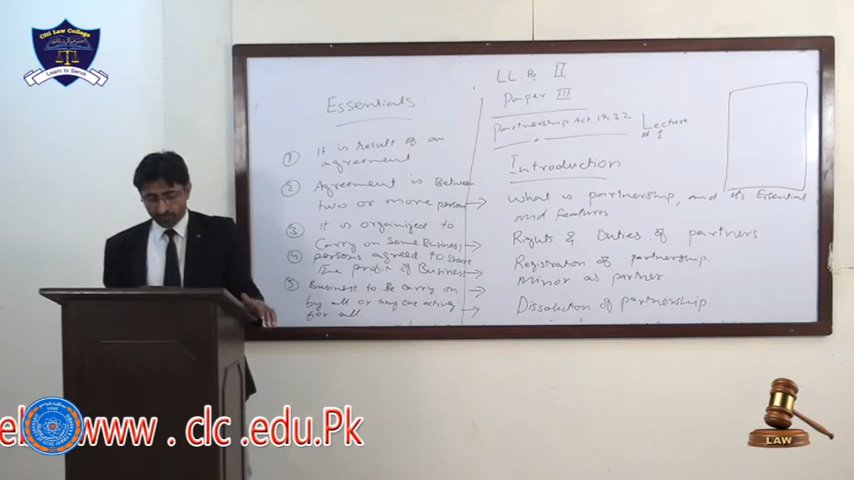 Citi Law College
Learn to Serve
LL.B II
Paper III
Partnership Act 1932
Lecture
# 1
Introduction
what is partnership, and it's Essential
and features
Rights & Duties of partners
Registration of partnership.
Minor as partner
Dissolution of partnership.
Essentials
① It is result of an
agreement
② Agreement is Between
two or more person
③ It is organized to
Carry on Some Business
④ persons agreed to share
The profit of Business
⑤ Business to Be Carry on
by all or any one acting
for all
www . clc .edu.Pk
LAW